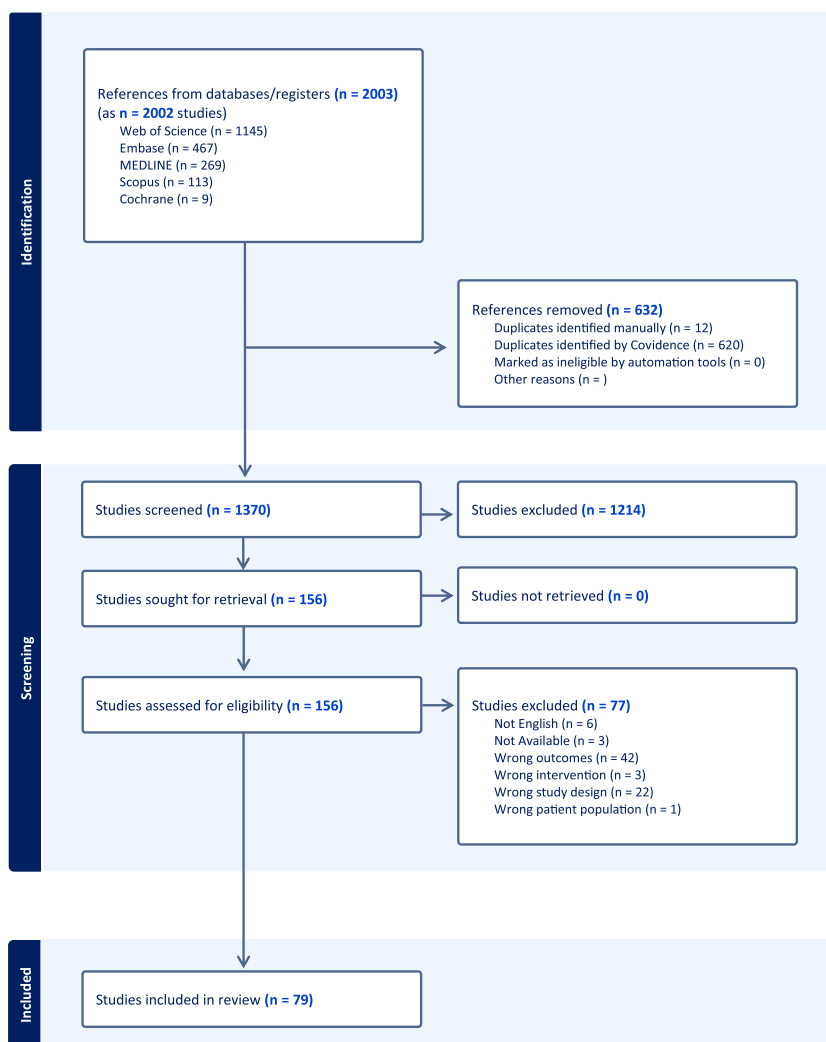 Identification
References from databases/registers (n = 2003)
(as n = 2002 studies)
Web of Science (n = 1145)
Embase (n = 467)
MEDLINE (n = 269)
Scopus (n = 113)
Cochrane (n = 9)
References removed (n = 632)
Duplicates identified manually (n = 12)
Duplicates identified by Covidence (n = 620)
Marked as ineligible by automation tools (n = 0)
Other reasons (n = )
Screening
Studies screened (n = 1370)
Studies excluded (n = 1214)
Studies sought for retrieval (n = 156)
Studies not retrieved (n = 0)
Studies assessed for eligibility (n = 156)
Studies excluded (n = 77)
Not English (n = 6)
Not Available (n = 3)
Wrong outcomes (n = 42)
Wrong intervention (n = 3)
Wrong study design (n = 22)
Wrong patient population (n = 1)
Included
Studies included in review (n = 79)